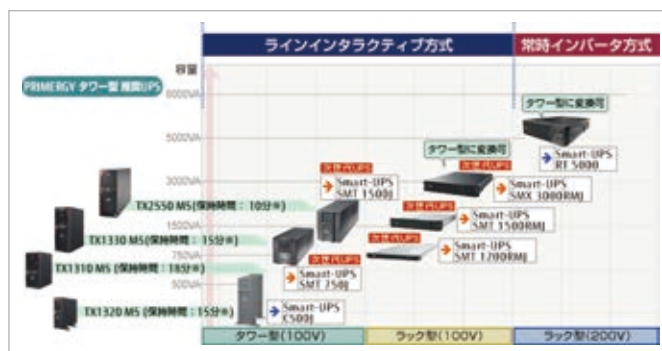 ラインインタラクティブ方式
常時インバータ方式
容量
PRIMERGY タワー型 推奨UPS
8000VA
5000VA
3000VA
1500VA
750VA
500VA
タワー型に変換可
タワー型に変換可
Smart-UPS
RT 5000
次世代UPS
Smart-UPS
SMT 1500J
次世代UPS
Smart-UPS
SMX 3000RMJ
TX2550 M5(保持時間：10分※)
次世代UPS
Smart-UPS
SMT 1500RMJ
TX1330 M5(保持時間：15分※)
次世代UPS
Smart-UPS
SMT 1200RMJ
TX1310 M5 (保持時間：18分※)
次世代UPS
Smart-UPS
SMT 750J
TX1320 M5 (保持時間：15分※)
Smart-UPS
C500J
タワー型(100V)
ラック型(100V)
ラック型(200V)